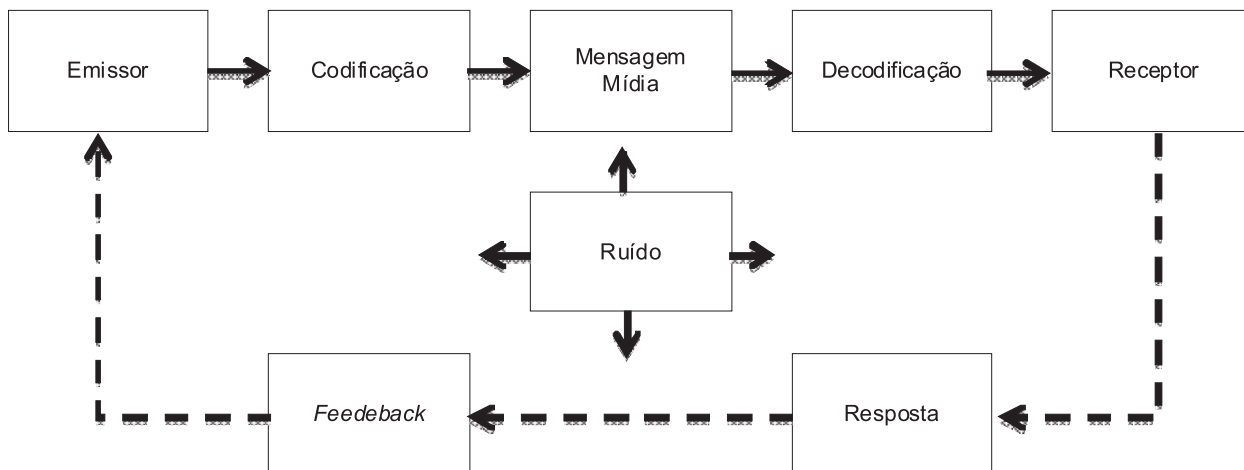 Emissor
Codificação
Mensagem
Mídia
Decodificação
Receptor
Ruído
Feedeback
Resposta